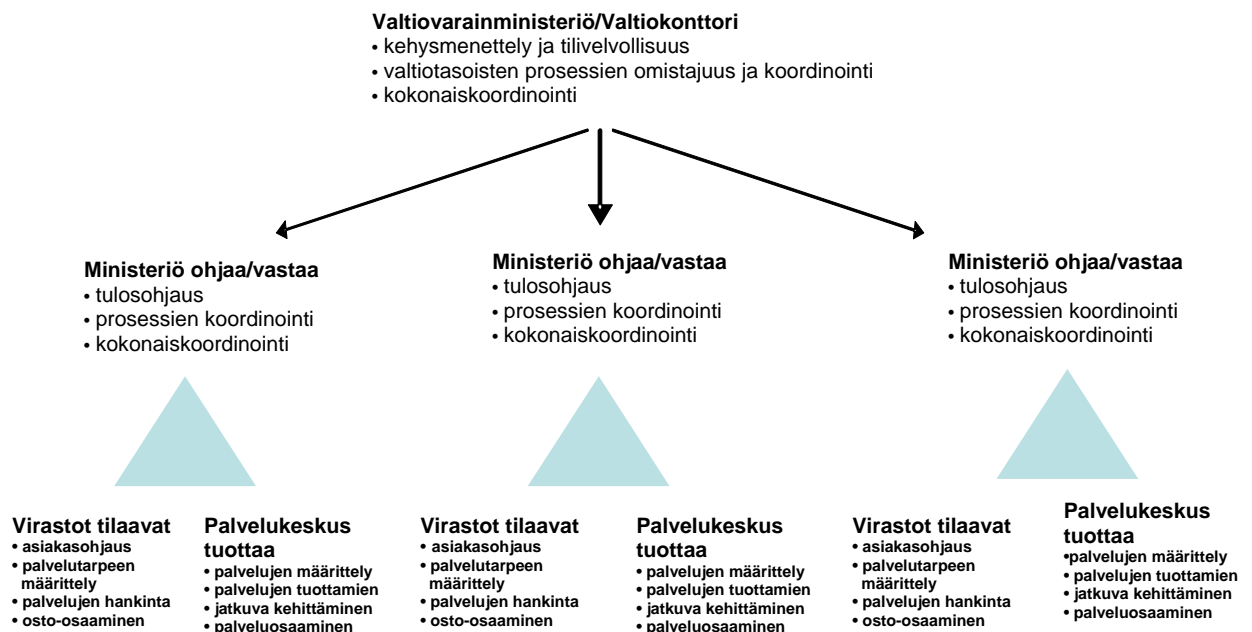 Valtiovarainministeriö/Valtiokonttori
• kehysmenettely ja tilivelvollisuus
• valtiotasoisten prosessien omistajuus ja koordinointi
• kokonaiskoordinointi
Ministeriö ohjaa/vastaa
• tulosohjaus
• prosessien koordinointi
• kokonaiskoordinointi
Ministeriö ohjaa/vastaa
• tulosohjaus
• prosessien koordinointi
• kokonaiskoordinointi
Ministeriö ohjaa/vastaa
• tulosohjaus
• prosessien koordinointi
• kokonaiskoordinointi
Virastot tilaavat
• asiakasohjaus
• palvelutarpeen
määrittely
• palvelujen hankinta
• osto-osaaminen
Palvelukeskus
tuottaa
• palvelujen määrittely
• palvelujen tuottamien
• jatkuva kehittäminen
• palveluosaaminen
Virastot tilaavat
• asiakasohjaus
• palvelutarpeen
määrittely
• palvelujen hankinta
• osto-osaaminen
Palvelukeskus
tuottaa
• palvelujen määrittely
• palvelujen tuottamien
• jatkuva kehittäminen
• palveluosaaminen
Virastot tilaavat
• asiakasohjaus
• palvelutarpeen
määrittely
• palvelujen hankinta
• osto-osaaminen
Palvelukeskus
tuottaa
•palvelujen määrittely
• palvelujen tuottamien
• jatkuva kehittäminen
• palveluosaaminen